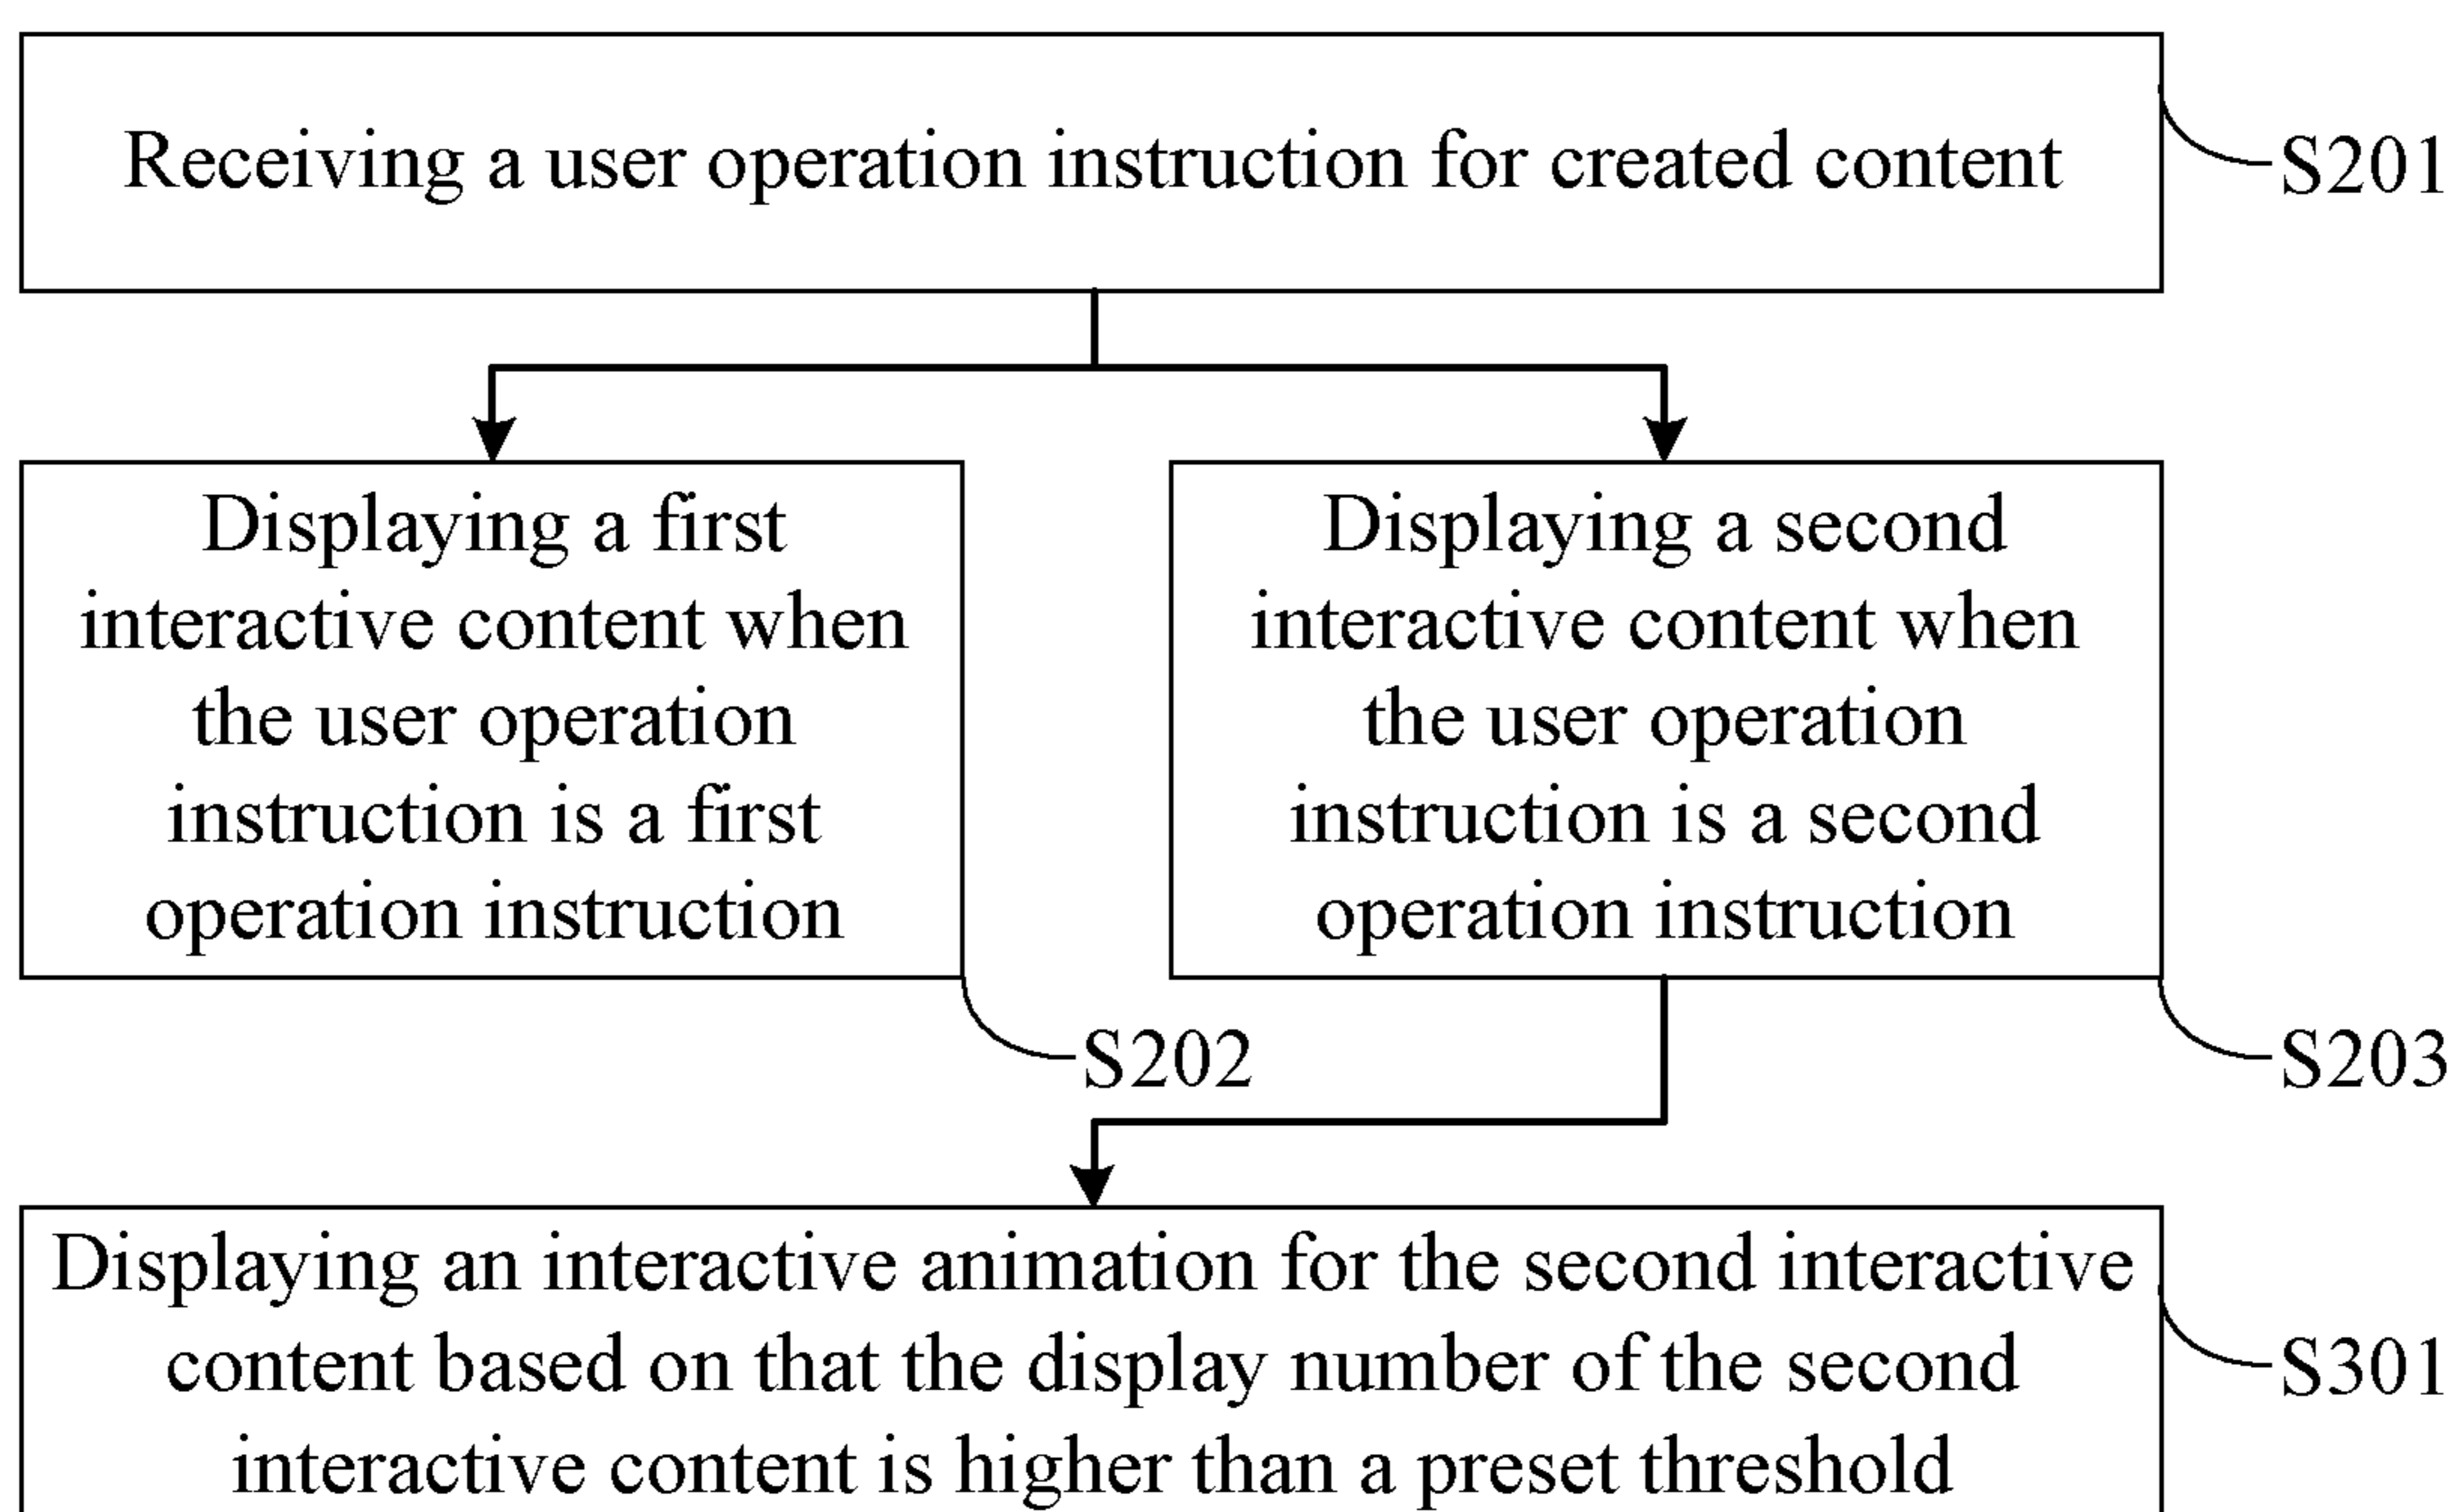 Receiving a user operation instruction for created content
S201
Displaying a first
interactive content when
the user operation
instruction is a first
operation instruction
S202
Displaying a second
interactive content when
the user operation
instruction is a second
operation instruction
S203
Displaying an interactive animation for the second interactive
content based on that the display number of the second
interactive content is higher than a preset threshold
S301